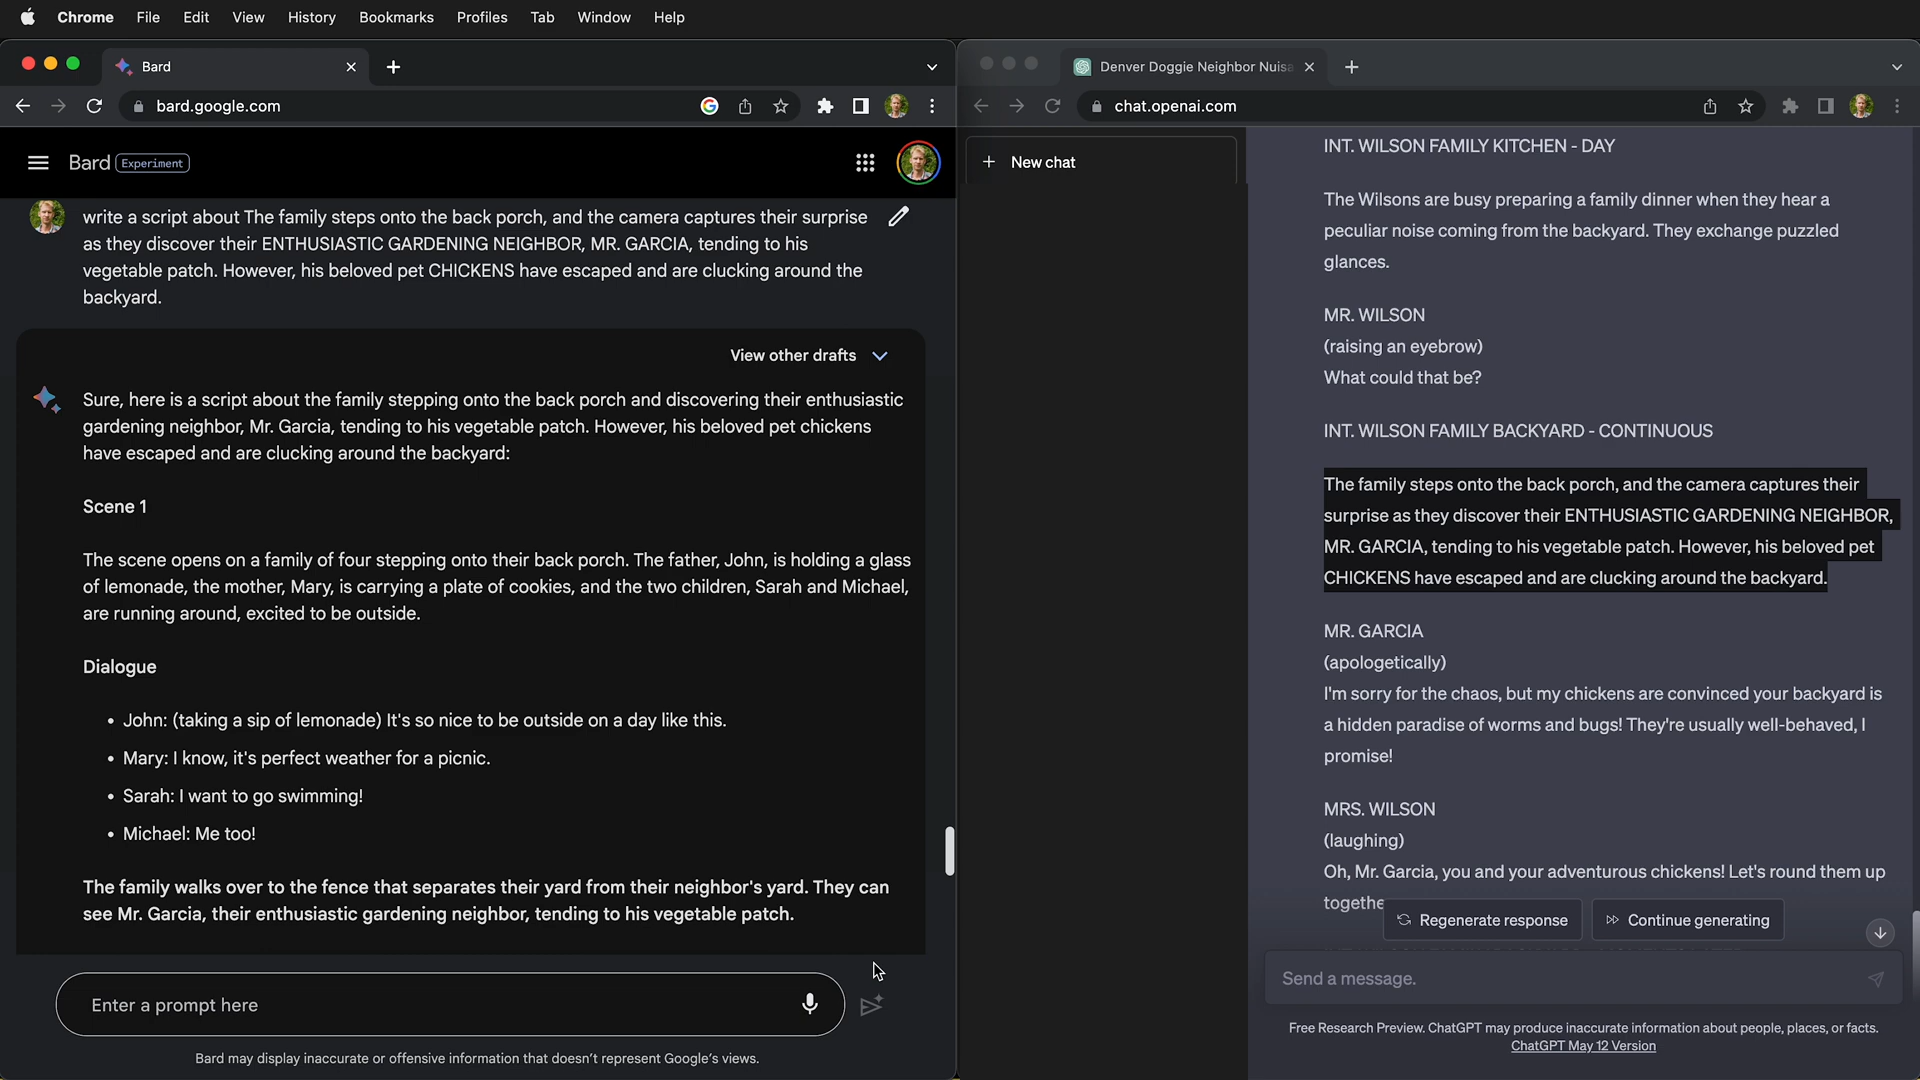 Chrome File Edit View History Bookmarks Profiles Tab Window Help
Bard
bard.google.com
Bard Experiment
write a script about The family steps onto the back porch, and the camera captures their surprise
as they discover their ENTHUSIASTIC GARDENING NEIGHBOR, MR. GARCIA, tending to his
vegetable patch. However, his beloved pet CHICKENS have escaped and are clucking around the
backyard.
View other drafts
Sure, here is a script about the family stepping onto the back porch and discovering their enthusiastic
gardening neighbor, Mr. Garcia, tending to his vegetable patch. However, his beloved pet chickens
have escaped and are clucking around the backyard:
Scene 1
The scene opens on a family of four stepping onto their back porch. The father, John, is holding a glass
of lemonade, the mother, Mary, is carrying a plate of cookies, and the two children, Sarah and Michael,
are running around, excited to be outside.
Dialogue
• John: (taking a sip of lemonade) It's so nice to be outside on a day like this.
• Mary: I know, it's perfect weather for a picnic.
• Sarah: I want to go swimming!
• Michael: Me too!
The family walks over to the fence that separates their yard from their neighbor's yard. They can
see Mr. Garcia, their enthusiastic gardening neighbor, tending to his vegetable patch.
Enter a prompt here
Bard may display inaccurate or offensive information that doesn't represent Google's views.
Denver Doggie Neighbor Nuisa
chat.openai.com
New chat
INT. WILSON FAMILY KITCHEN - DAY
The Wilsons are busy preparing a family dinner when they hear a
peculiar noise coming from the backyard. They exchange puzzled
glances.
MR. WILSON
(raising an eyebrow)
What could that be?
INT. WILSON FAMILY BACKYARD - CONTINUOUS
The family steps onto the back porch, and the camera captures their
surprise as they discover their ENTHUSIASTIC GARDENING NEIGHBOR,
MR. GARCIA, tending to his vegetable patch. However, his beloved pet
CHICKENS have escaped and are clucking around the backyard.
MR. GARCIA
(apologetically)
I'm sorry for the chaos, but my chickens are convinced your backyard is
a hidden paradise of worms and bugs! They're usually well-behaved, I
promise!
MRS. WILSON
(laughing)
Oh, Mr. Garcia, you and your adventurous chickens! Let's round them up
togethe
Regenerate response
Continue generating
Send a message.
Free Research Preview. ChatGPT may produce inaccurate information about people, places, or facts.
ChatGPT May 12 Version